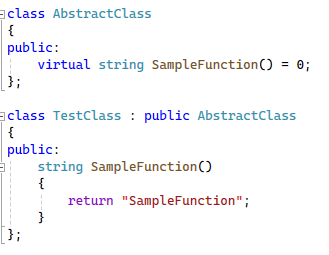 class AbstractClass
{
public:
    virtual string SampleFunction() = 0;
};

class TestClass : public AbstractClass
{
public:
    string SampleFunction()
    {
        return "SampleFunction";
    }
};